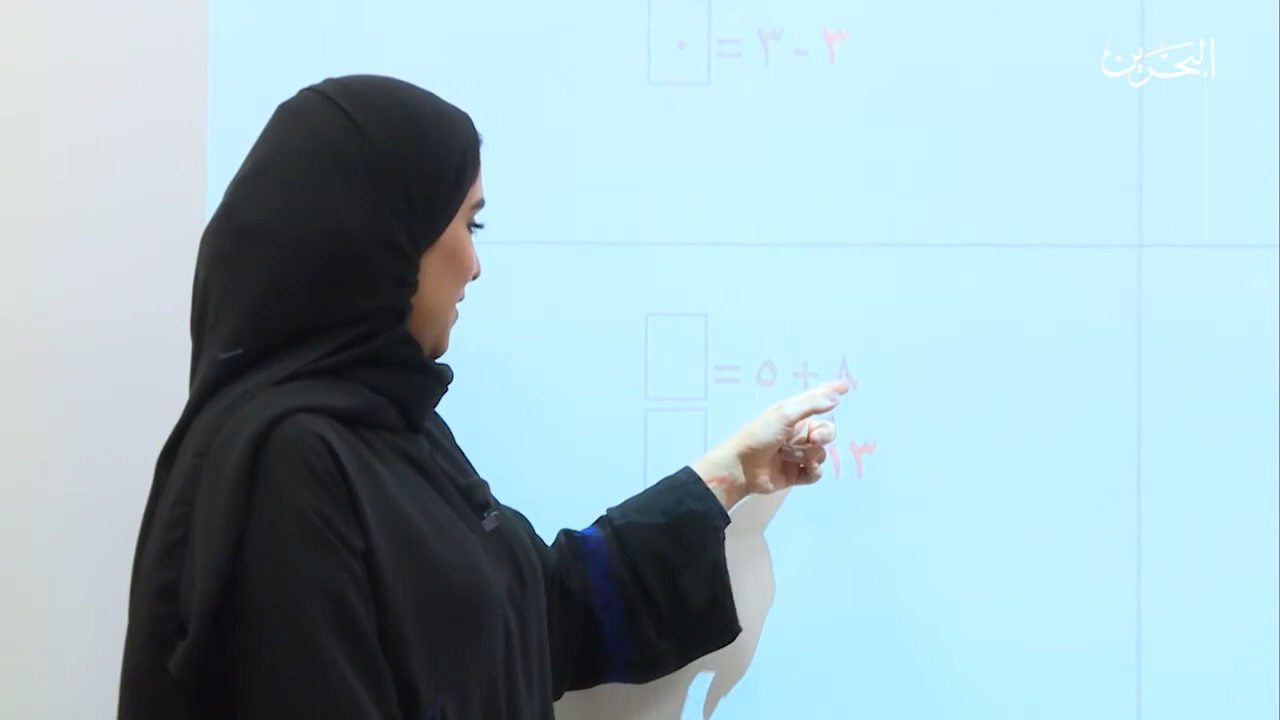 ٣ - ٣ = ٠
البحرين
٨ + ٥ =
١٣